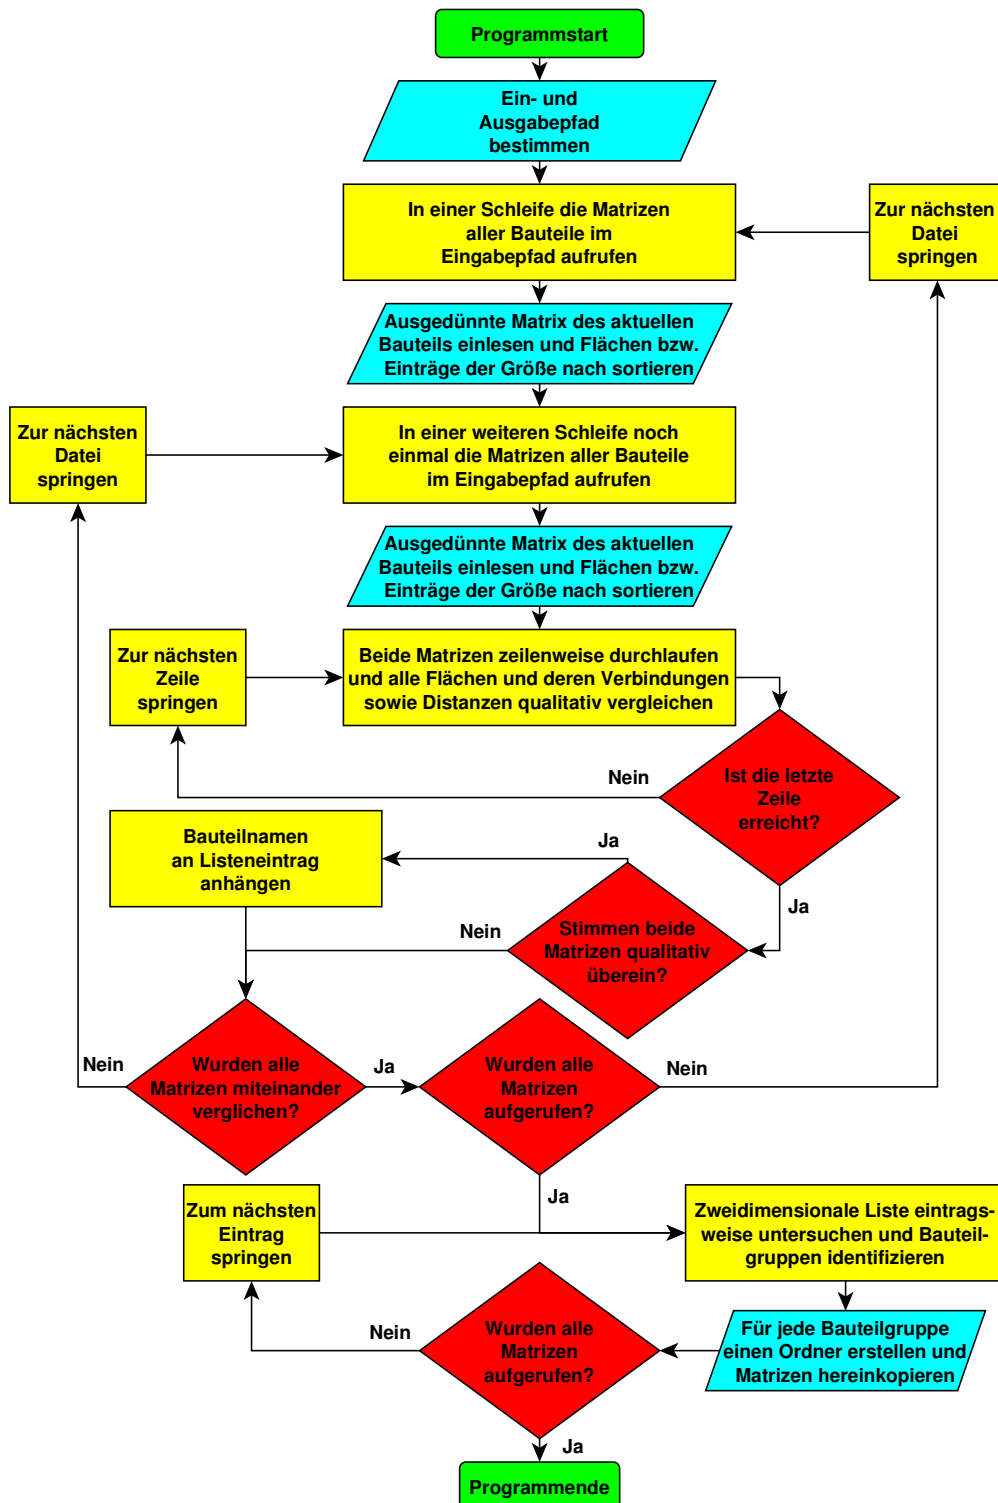 Programmstart
Ein- und
Ausgabepfad
bestimmen
In einer Schleife die Matrizen
aller Bauteile im
Eingabepfad aufrufen
Zur nächsten
Datei
springen
Ausgedünnte Matrix des aktuellen
Bauteils einlesen und Flächen bzw.
Einträge der Größe nach sortieren
Zur nächsten
Datei
springen
In einer weiteren Schleife noch
einmal die Matrizen aller Bauteile
im Eingabepfad aufrufen
Ausgedünnte Matrix des aktuellen
Bauteils einlesen und Flächen bzw.
Einträge der Größe nach sortieren
Zur nächsten
Zeile
springen
Beide Matrizen zeilenweise durchlaufen
und alle Flächen und deren Verbindungen
sowie Distanzen qualitativ vergleichen
Nein
Ist die letzte
Zeile
erreicht?
Ja
Bauteilnamen
an Listeneintrag
anhängen
Ja
Nein
Stimmen beide
Matrizen qualitativ
überein?
Nein
Wurden alle
Matrizen miteinander
verglichen?
Ja
Wurden alle
Matrizen
aufgerufen?
Nein
Ja
Zum nächsten
Eintrag
springen
Zweidimensionale Liste eintrags-
weise untersuchen und Bauteil-
gruppen identifizieren
Nein
Wurden alle
Matrizen
aufgerufen?
Für jede Bauteilgruppe
einen Ordner erstellen und
Matrizen hereinkopieren
Ja
Programmende